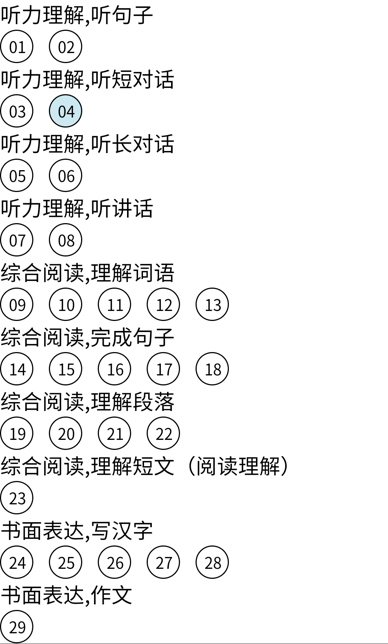 听力理解,听句子
01 02
听力理解,听短对话
03 04
听力理解,听长对话
05 06
听力理解,听讲话
07 08
综合阅读,理解词语
09 10 11 12 13
综合阅读,完成句子
14 15 16 17 18
综合阅读,理解段落
19 20 21 22
综合阅读,理解短文（阅读理解）
23
书面表达,写汉字
24 25 26 27 28
书面表达,作文
29